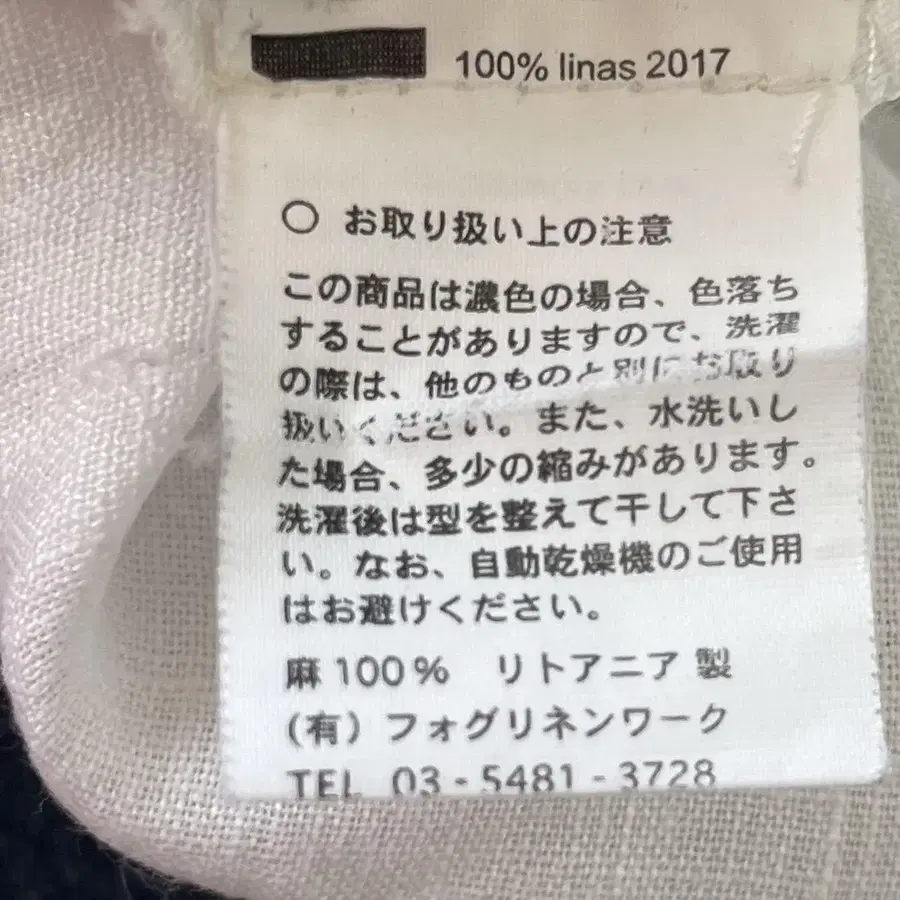 100% linas 2017
○ お取り扱い上の注意
この商品は濃色の場合、色落ち
することがありますので、洗濯
の際は、他のものと別にお取り
扱いください。また、水洗いし
た場合、多少の縮みがあります。
洗濯後は型を整えて干して下さ
い。なお、自動乾燥機のご使用
はお避けください。
麻 100% リトアニア 製
(有) フォグリネンワーク
TEL 03-5481-3728